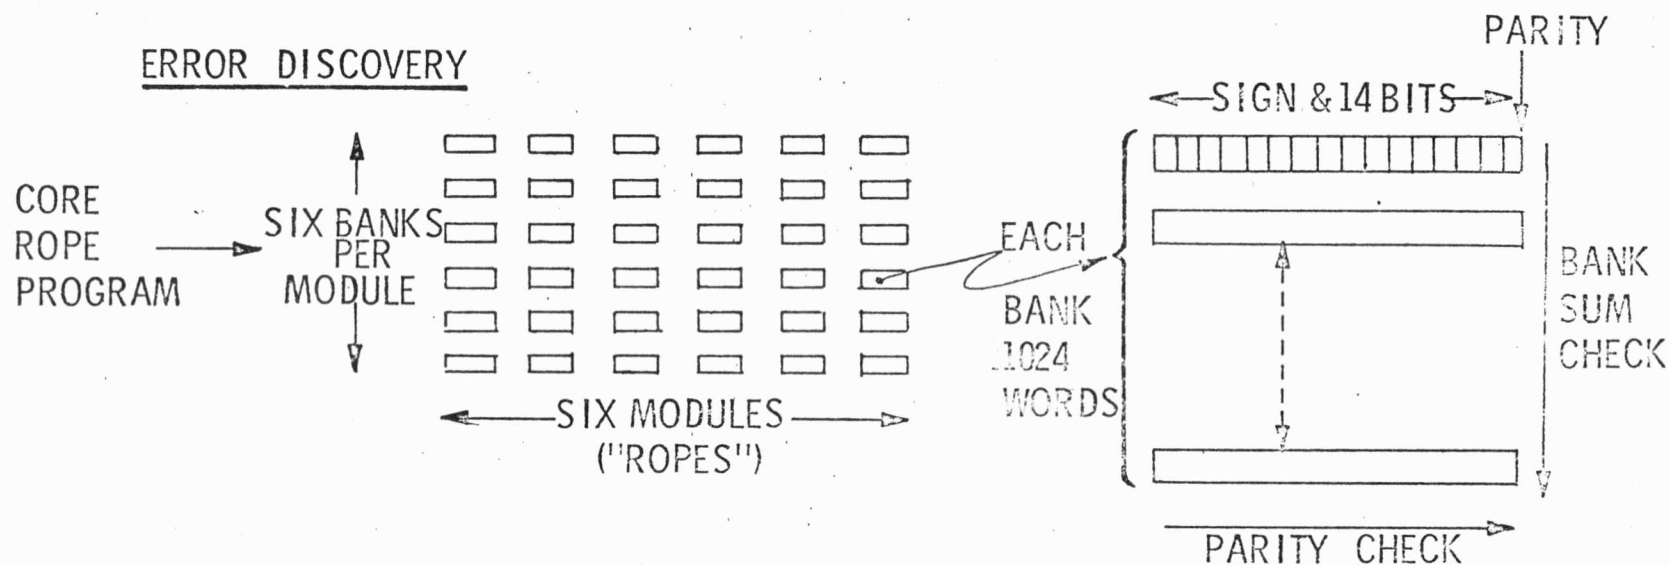 ERROR DISCOVERY
CORE
ROPE
PROGRAM
SIX BANKS
PER
MODULE
SIX MODULES
("ROPES")
EACH
BANK
1024
WORDS
PARITY
SIGN & 14 BITS
BANK
SUM
CHECK
PARITY CHECK